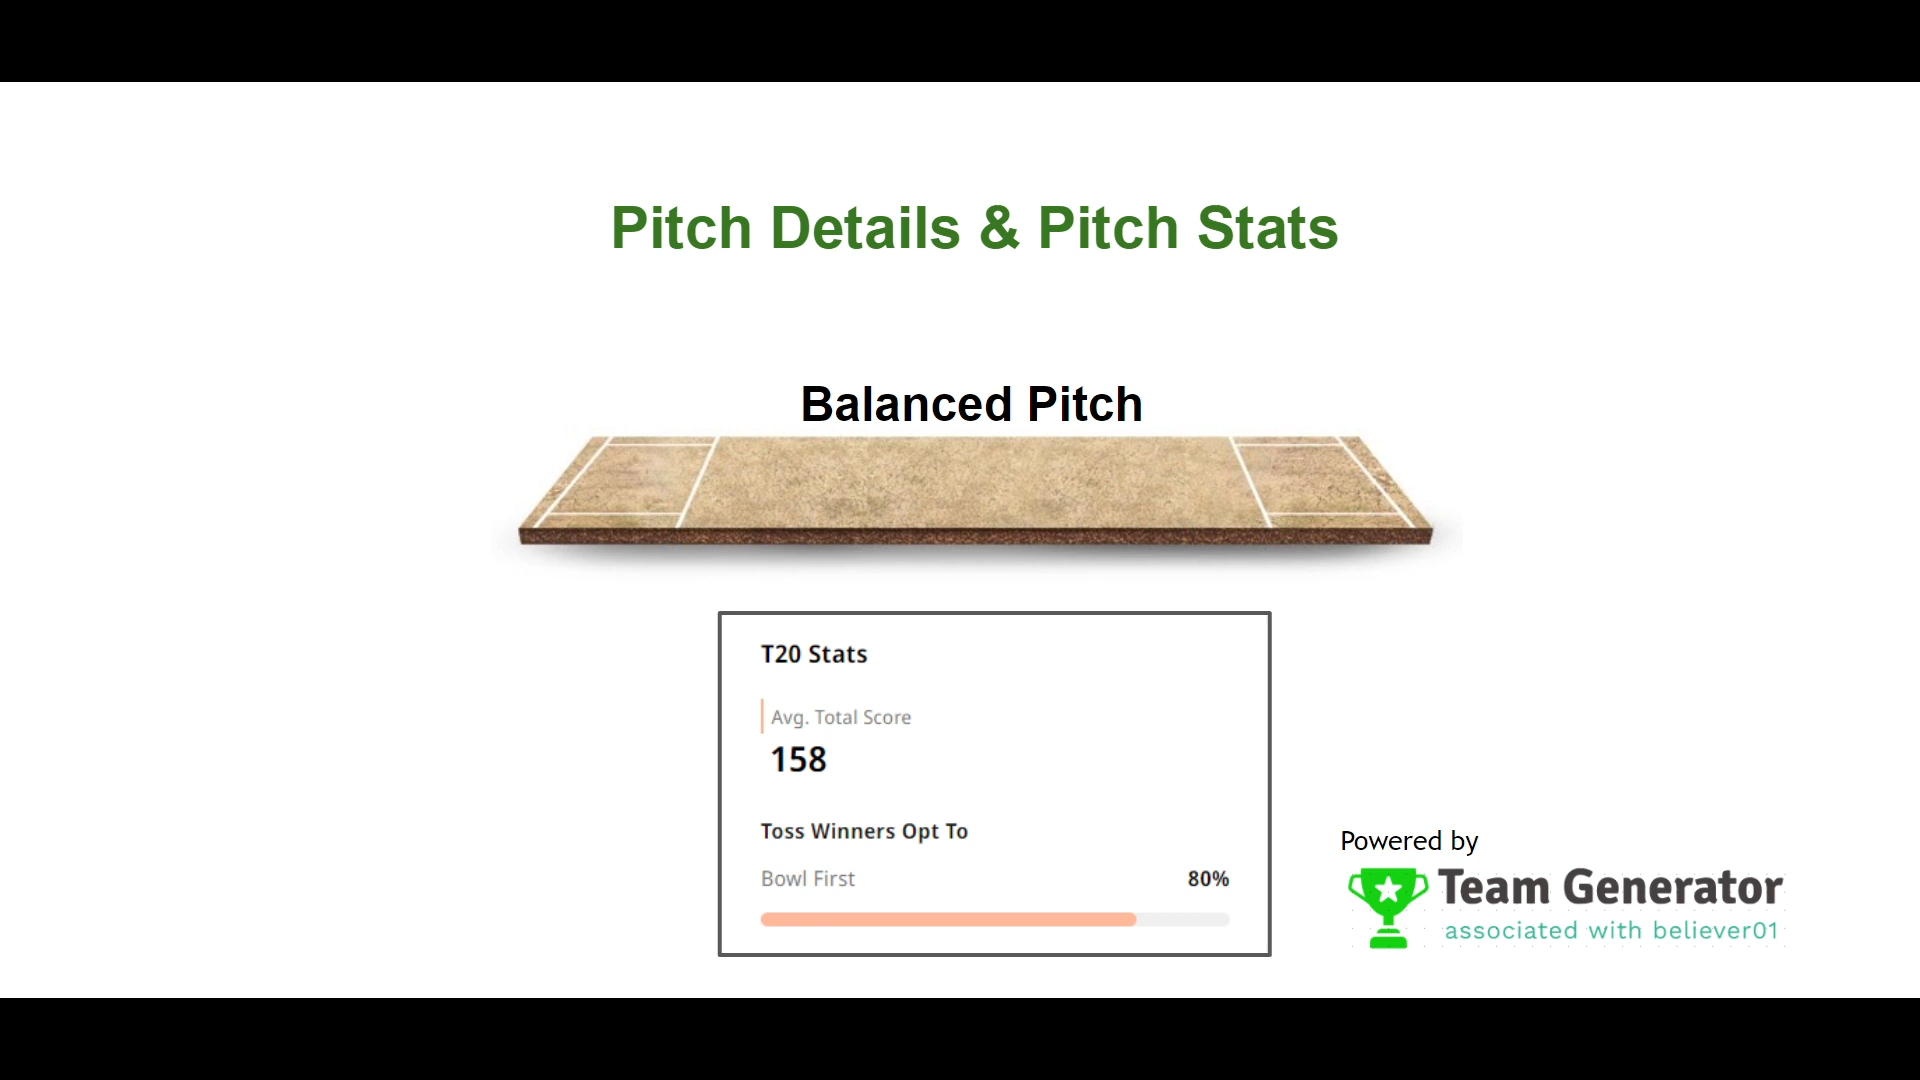 Pitch Details & Pitch Stats
Balanced Pitch
T20 Stats
Avg. Total Score
158
Toss Winners Opt To
Bowl First 80%
Powered by
Team Generator
associated with believer01